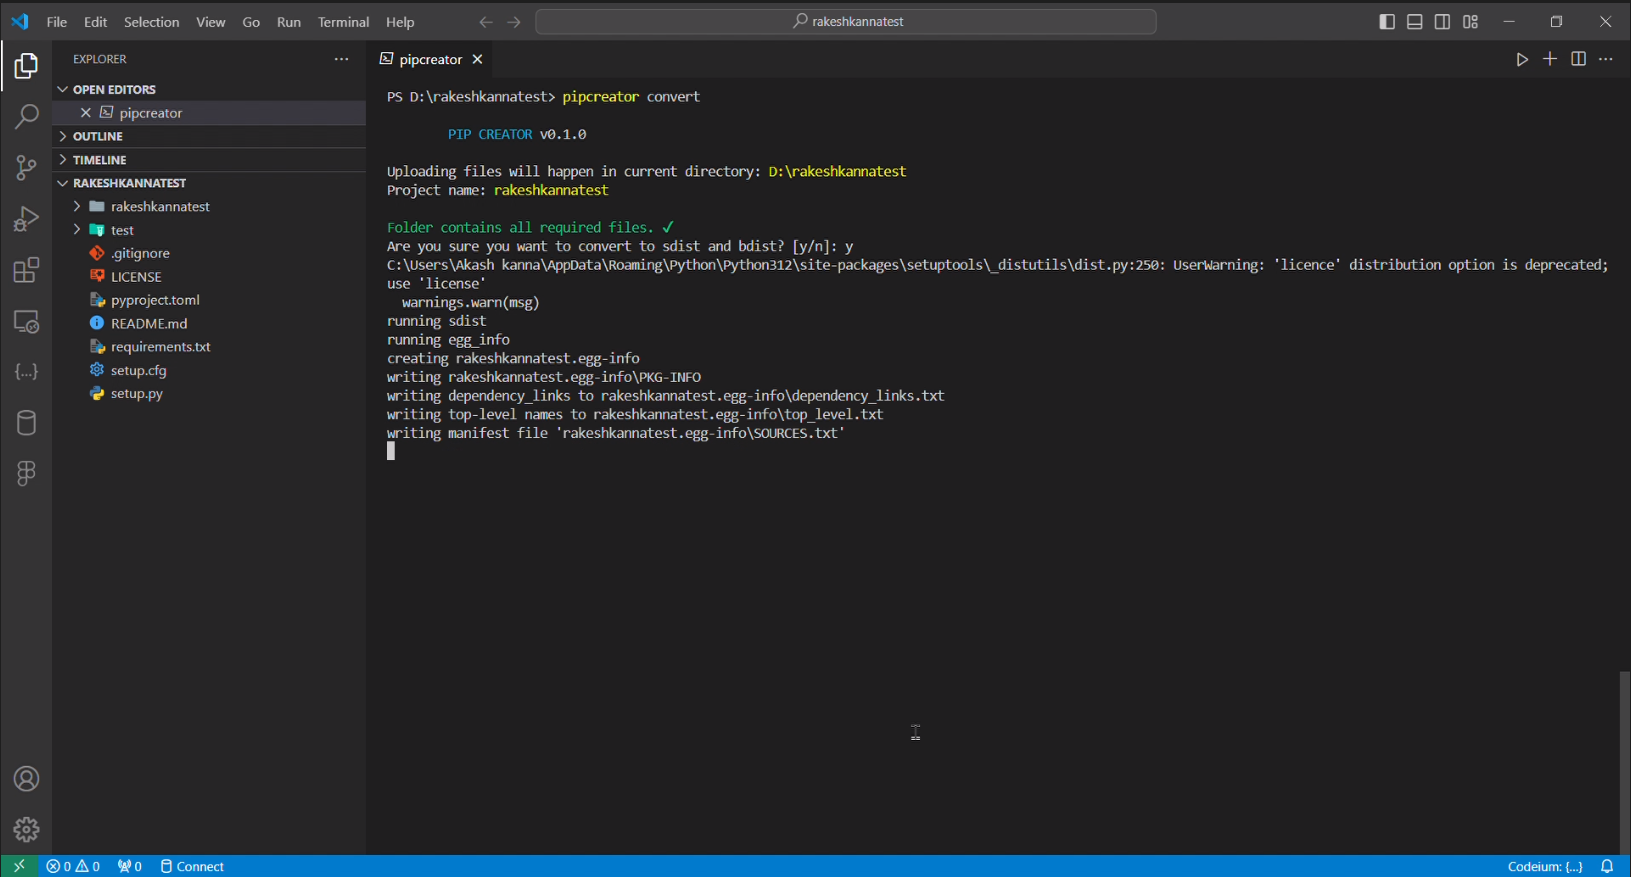 File Edit Selection View Go Run Terminal Help
rakeshkannatest
EXPLORER
OPEN EDITORS
pipcreator
OUTLINE
TIMELINE
RAKESHKANNATEST
rakeshkannatest
test
.gitignore
LICENSE
pyproject.toml
README.md
requirements.txt
setup.cfg
setup.py
pipcreator
PS D:\rakeshkannatest> pipcreator convert
PIP CREATOR v0.1.0
Uploading files will happen in current directory: D:\rakeshkannatest
Project name: rakeshkannatest
Folder contains all required files. ✓
Are you sure you want to convert to sdist and bdist? [y/n]: y
C:\Users\Akash kanna\AppData\Roaming\Python\Python312\site-packages\setuptools\_distutils\dist.py:250: UserWarning: 'licence' distribution option is deprecated;
use 'license'
warnings.warn(msg)
running sdist
running egg_info
creating rakeshkannatest.egg-info
writing rakeshkannatest.egg-info\PKG-INFO
writing dependency_links to rakeshkannatest.egg-info\dependency_links.txt
writing top-level names to rakeshkannatest.egg-info\top_level.txt
writing manifest file 'rakeshkannatest.egg-info\SOURCES.txt'
0 0 0 Connect
Codeium: {...}